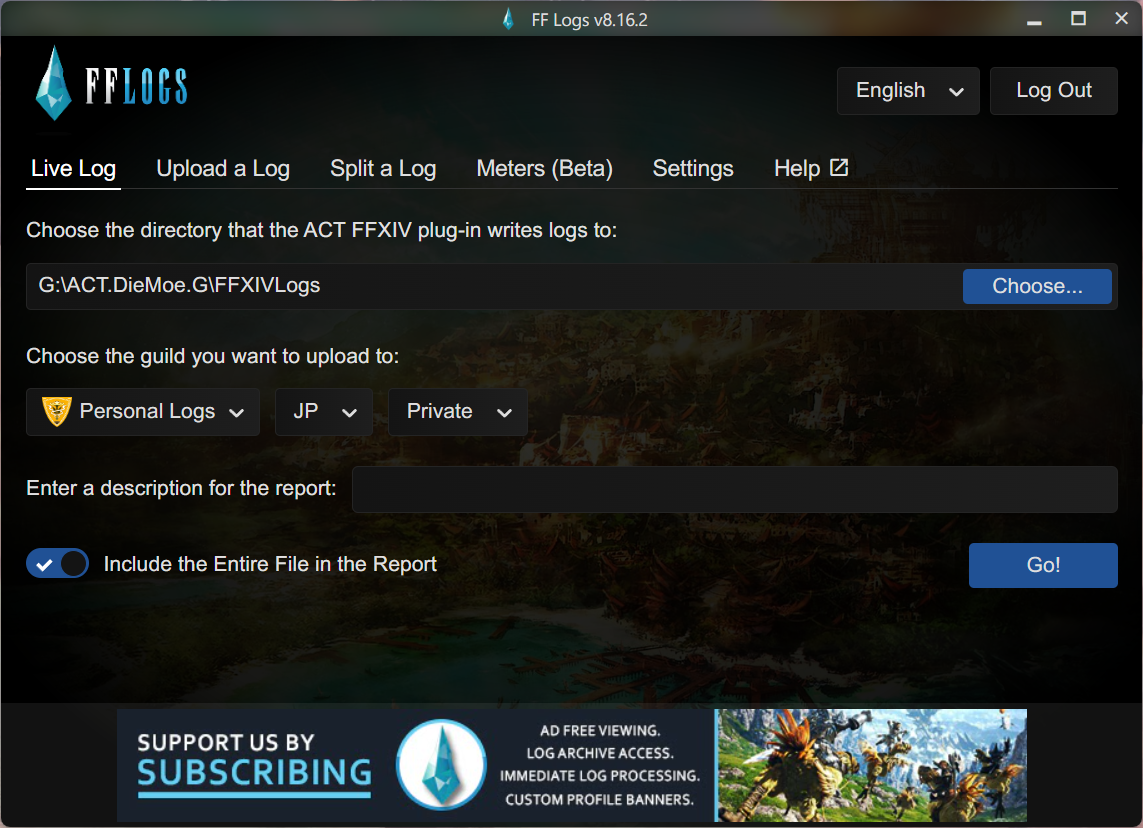 FF Logs v8.16.2
FFLOGS
English
Log Out
Live Log
Upload a Log
Split a Log
Meters (Beta)
Settings
Help
Choose the directory that the ACT FFXIV plug-in writes logs to:
G:\ACT.DieMoe.G\FFXIVLogs
Choose...
Choose the guild you want to upload to:
Personal Logs
JP
Private
Enter a description for the report:
Include the Entire File in the Report
Go!
SUPPORT US BY
SUBSCRIBING
AD FREE VIEWING.
LOG ARCHIVE ACCESS.
IMMEDIATE LOG PROCESSING.
CUSTOM PROFILE BANNERS.